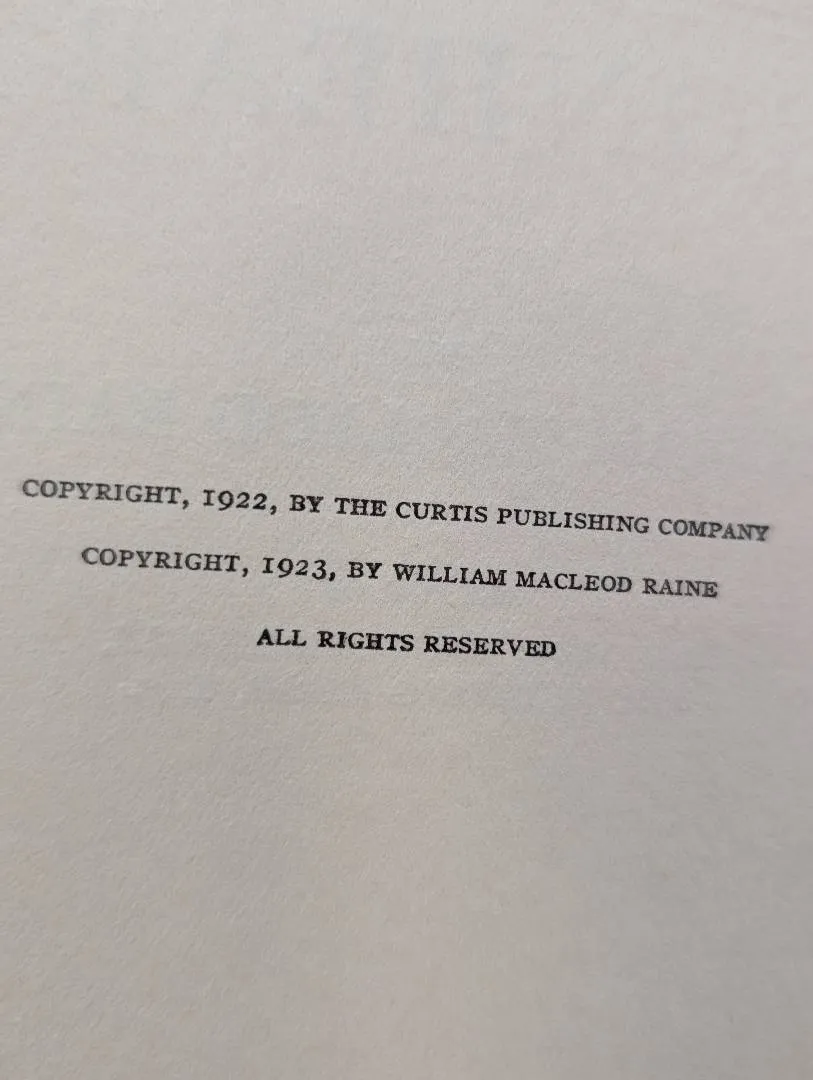 COPYRIGHT, 1922, BY THE CURTIS PUBLISHING COMPANY
COPYRIGHT, 1923, BY WILLIAM MACLEOD RAINE
ALL RIGHTS RESERVED